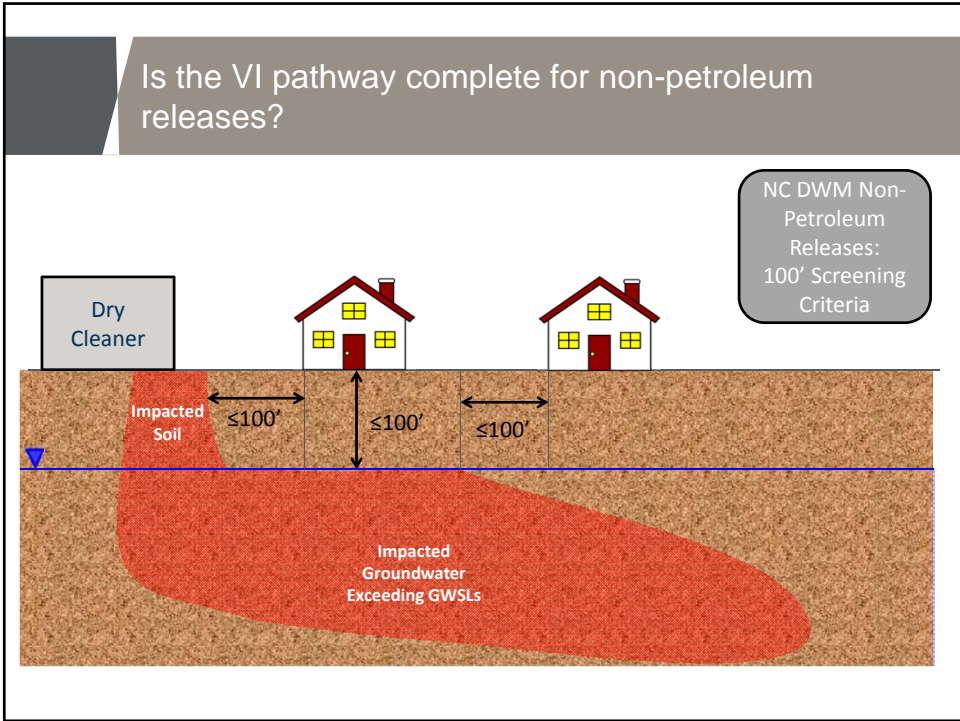 Is the VI pathway complete for non-petroleum
releases?
NC DWM Non-
Petroleum
Releases:
100’ Screening
Criteria
Dry
Cleaner
Impacted
Soil
≤100’
≤100’
≤100’
Impacted
Groundwater
Exceeding GWSLs